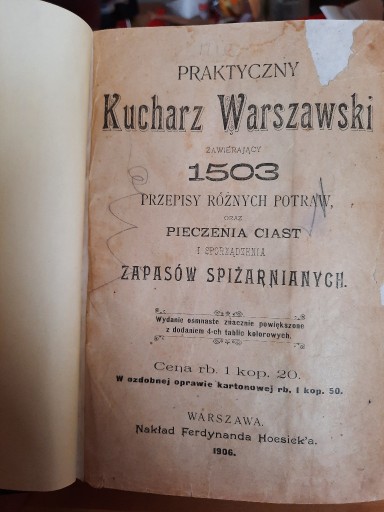 PRAKTYCZNY
Kucharz Warszawski
ZAWIERAJĄCY
1503
PRZEPISY RÓŻNYCH POTRAW,
ORAZ
PIECZENIA CIAST
I SPORZĄDZENIA
ZAPASÓW SPIŻARNIANYCH.
Wydanie osmnaste znacznie powiększone
z dodaniem 4-ch tablic kolorowych.
Cena rb. 1 kop. 20.
W ozdobnej oprawie kartonowej rb. 1 kop. 50.
WARSZAWA.
Nakład Ferdynanda Hoesick'a.
1906.